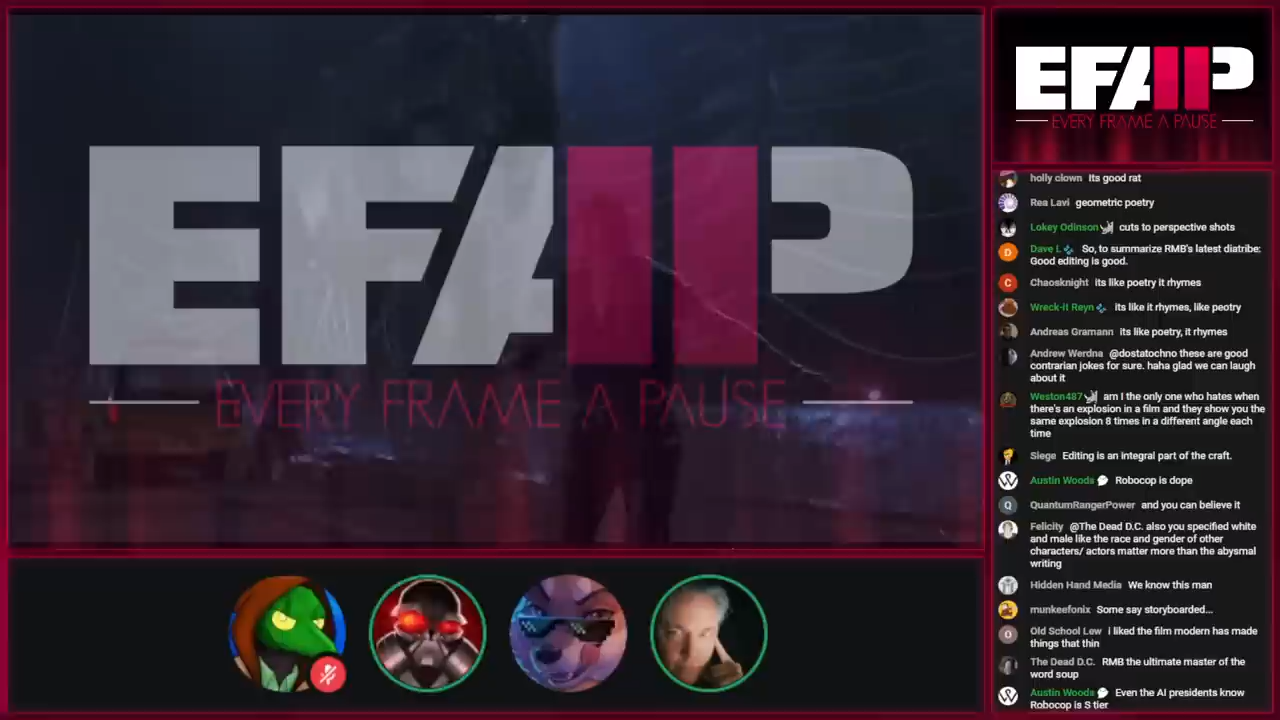 EFAP
EVERY FRAME A PAUSE
EFAP
EVERY FRAME A PAUSE
holly clown Its good rat
Rea Lavi geometric poetry
Lokey Odinson cuts to perspective shots
Dave L So, to summarize RMB's latest diatribe:
Good editing is good.
Chaosknight its like poetry it rhymes
Wreck-It Reyn its like it rhymes, like peotry
Andreas Gramann its like poetry, it rhymes
Andrew Werdna @dostatochno these are good
contrarian jokes for sure. haha glad we can laugh
about it
Weston487 am I the only one who hates when
there's an explosion in a film and they show you the
same explosion 8 times in a different angle each
time
Siege Editing is an integral part of the craft.
Austin Woods Robocop is dope
QuantumRangerPower and you can believe it
Felicity @The Dead D.C. also you specified white
and male like the race and gender of other
characters/ actors matter more than the abysmal
writing
Hidden Hand Media We know this man
munkeefonix Some say storyboarded...
Old School Lew i liked the film modern has made
things that thin
The Dead D.C. RMB the ultimate master of the
word soup
Austin Woods Even the AI presidents know
Robocop is S tier